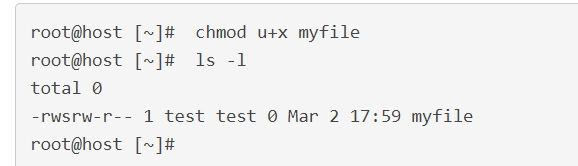 root@host [~]#  chmod u+x myfile
root@host [~]#  ls -l
total 0
-rwsrw-r-- 1 test test 0 Mar 2 17:59 myfile
root@host [~]#